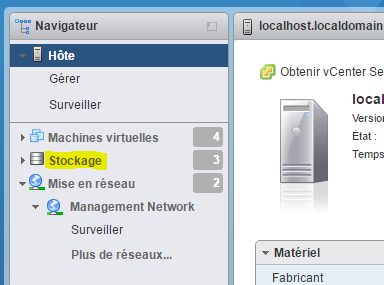 Navigateur
Hôte
Gérer
Surveiller
Machines virtuelles 4
Stockage 3
Mise en réseau 2
Management Network
Surveiller
Plus de réseaux...
localhost.localdomain
Obtenir vCenter Se
local
Version
État :
Temps
Matériel
Fabricant